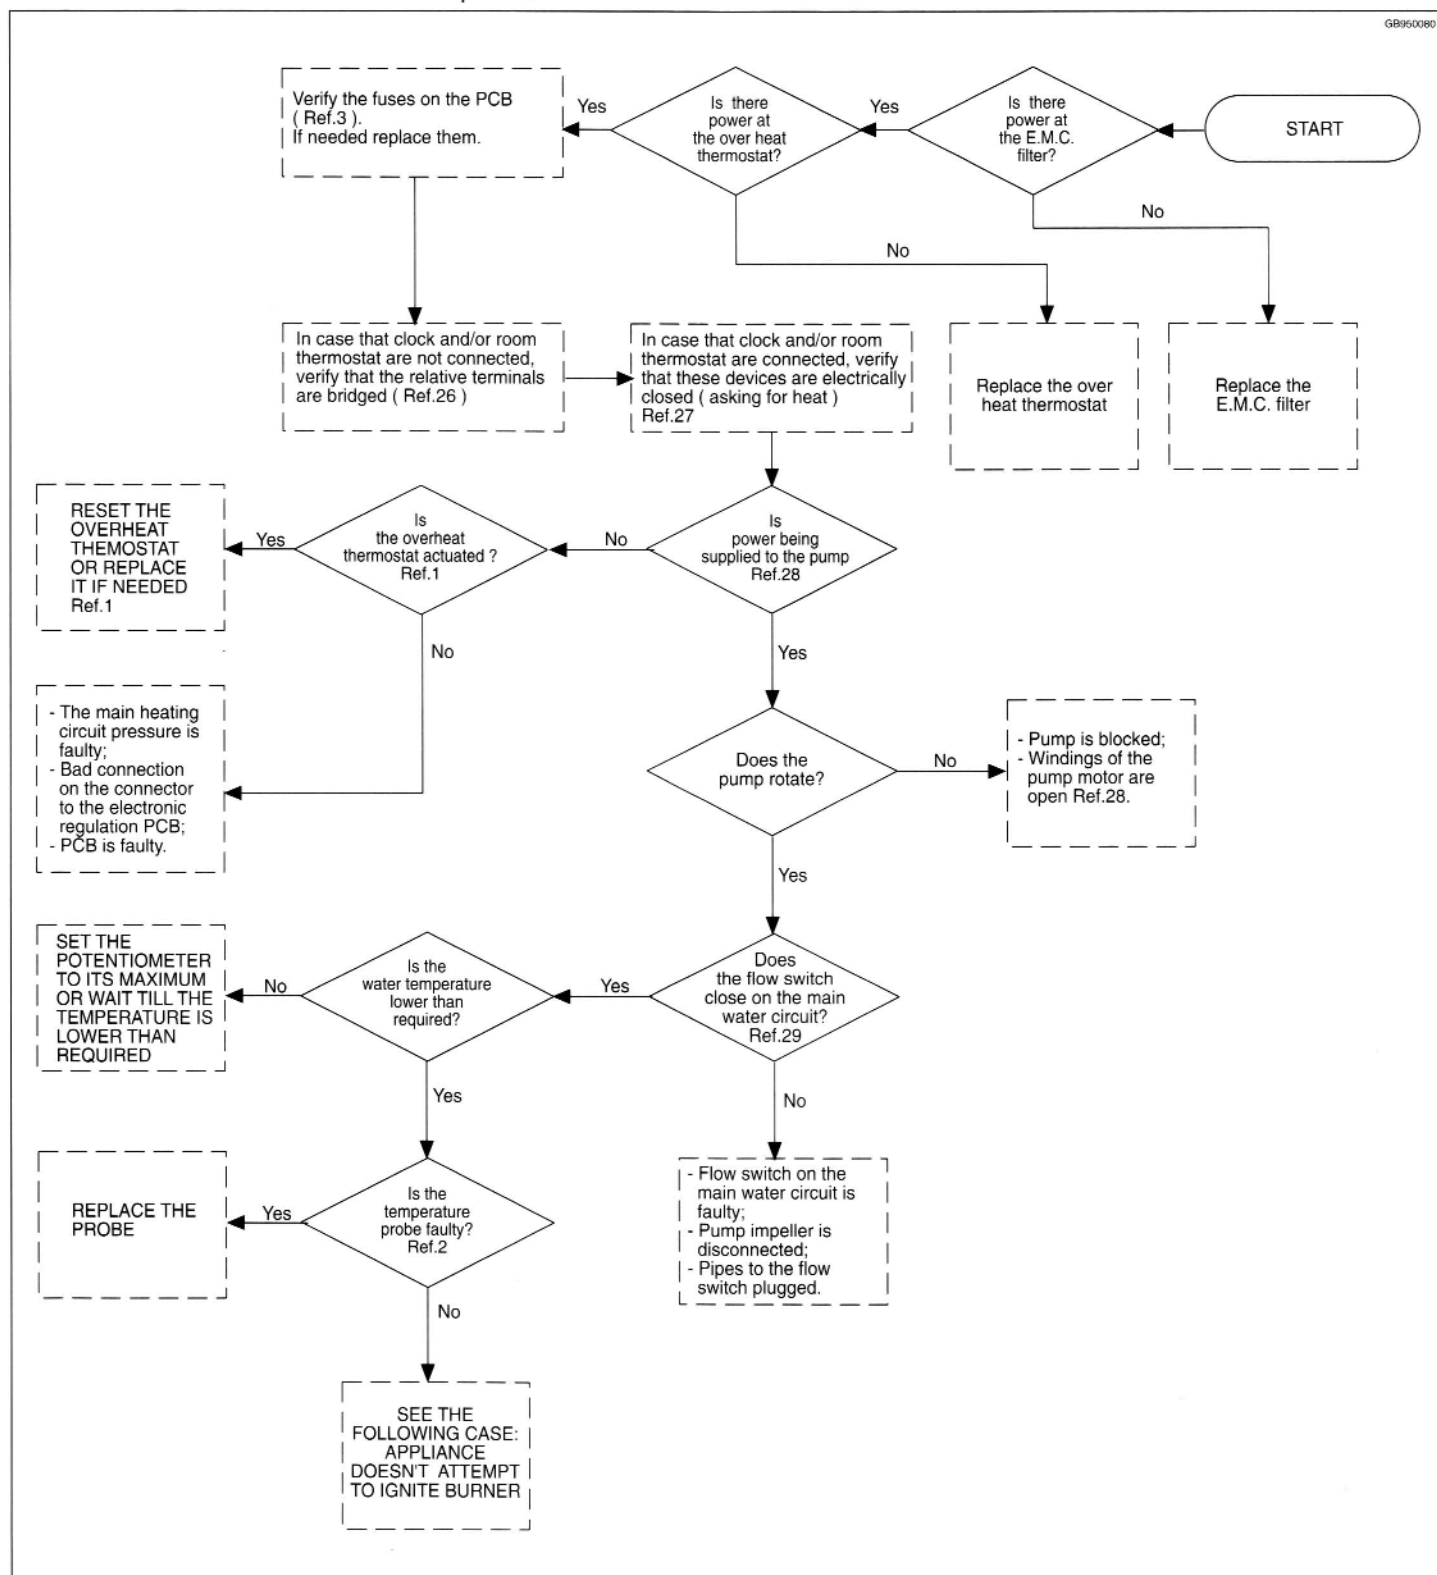 GB950080
START
Is there
power at
the E.M.C.
filter?
Yes
No
Is there
power at
the over heat
thermostat?
Yes
No
Verify the fuses on the PCB
( Ref.3 ).
If needed replace them.
In case that clock and/or room
thermostat are not connected,
verify that the relative terminals
are bridged ( Ref.26 )
In case that clock and/or room
thermostat are connected, verify
that these devices are electrically
closed ( asking for heat )
Ref.27
Replace the over
heat thermostat
Replace the
E.M.C. filter
RESET THE
OVERHEAT
THEMOSTAT
OR REPLACE
IT IF NEEDED
Ref.1
Yes
Is
the overheat
thermostat actuated ?
Ref.1
No
Is
power being
supplied to the pump
Ref.28
No
Yes
- The main heating
circuit pressure is
faulty;
- Bad connection
on the connector
to the electronic
regulation PCB;
- PCB is faulty.
Does the
pump rotate?
No
- Pump is blocked;
- Windings of the
pump motor are
open Ref.28.
Yes
SET THE
POTENTIOMETER
TO ITS MAXIMUM
OR WAIT TILL THE
TEMPERATURE IS
LOWER THAN
REQUIRED
No
Is the
water temperature
lower than
required?
Yes
Does
the flow switch
close on the main
water circuit?
Ref.29
Yes
No
REPLACE THE
PROBE
Yes
Is the
temperature
probe faulty?
Ref.2
- Flow switch on the
main water circuit is
faulty;
- Pump impeller is
disconnected;
- Pipes to the flow
switch plugged.
No
SEE THE
FOLLOWING CASE:
APPLIANCE
DOESN'T ATTEMPT
TO IGNITE BURNER